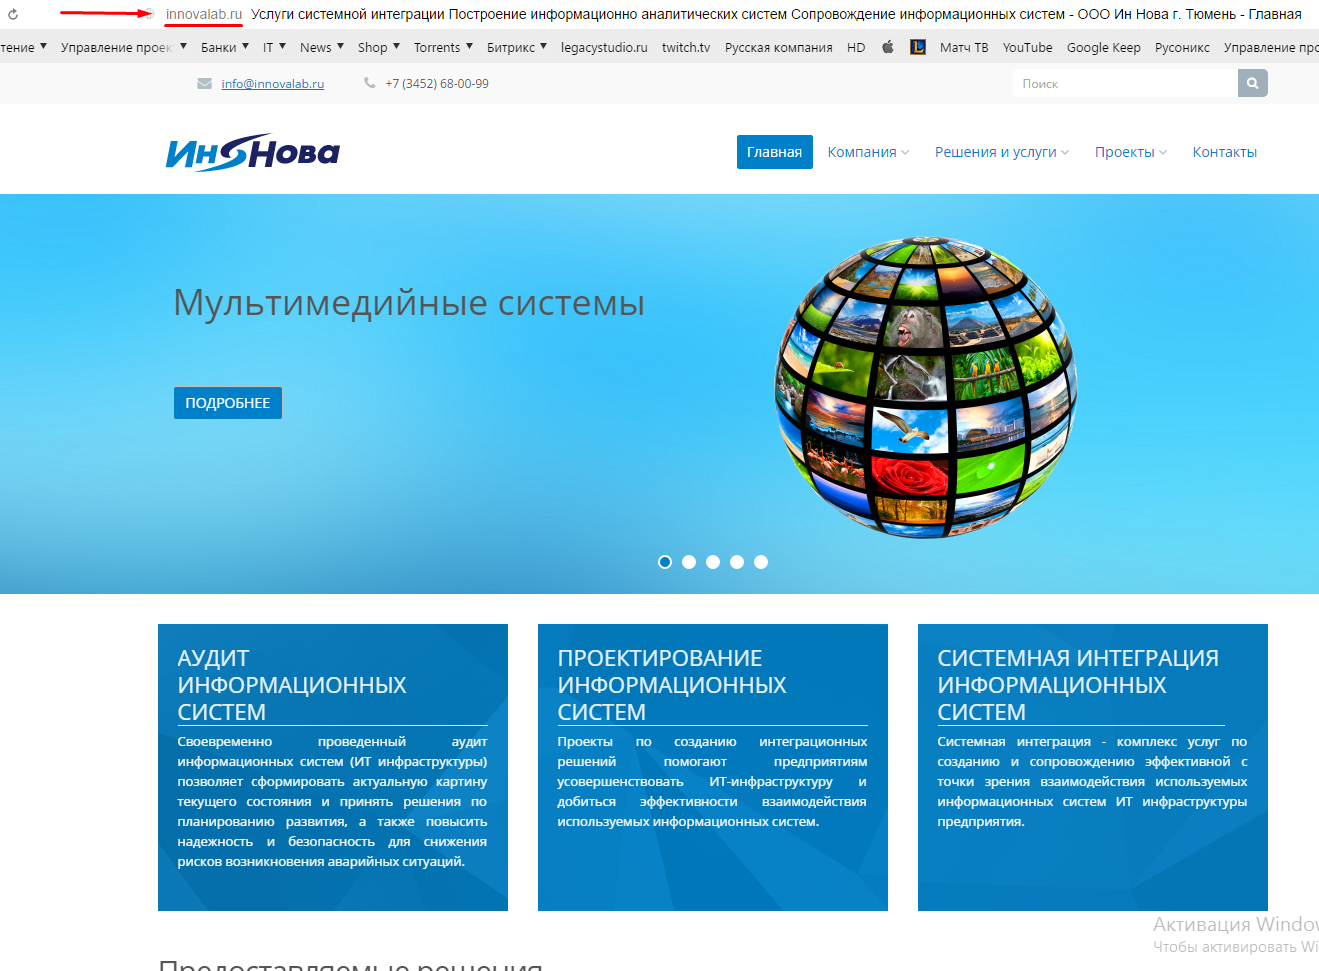 innovalab.ru Услуги системной интеграции Построение информационно аналитических систем Сопровождение информационных систем - ООО Ин Нова г. Тюмень - Главная
тение Управление проек Банки IT News Shop Torrents Битрикс legacystudio.ru twitch.tv Русская компания HD Матч ТВ YouTube Google Keep Русоникс Управление про
info@innovalab.ru +7 (3452) 68-00-99 Поиск
ИнНова Главная Компания Решения и услуги Проекты Контакты
Мультимедийные системы
ПОДРОБНЕЕ
АУДИТ
ИНФОРМАЦИОННЫХ
СИСТЕМ
Своевременно проведенный аудит
информационных систем (ИТ инфраструктуры)
позволяет сформировать актуальную картину
текущего состояния и принять решения по
планированию развития, а также повысить
надежность и безопасность для снижения
рисков возникновения аварийных ситуаций.
ПРОЕКТИРОВАНИЕ
ИНФОРМАЦИОННЫХ
СИСТЕМ
Проекты по созданию интеграционных
решений помогают предприятиям
усовершенствовать ИТ-инфраструктуру и
добиться эффективности взаимодействия
используемых информационных систем.
СИСТЕМНАЯ ИНТЕГРАЦИЯ
ИНФОРМАЦИОННЫХ
СИСТЕМ
Системная интеграция - комплекс услуг по
созданию и сопровождению эффективной с
точки зрения взаимодействия используемых
информационных систем ИТ инфраструктуры
предприятия.
Активация Window
Чтобы активировать Wi
Предоставляемые решения